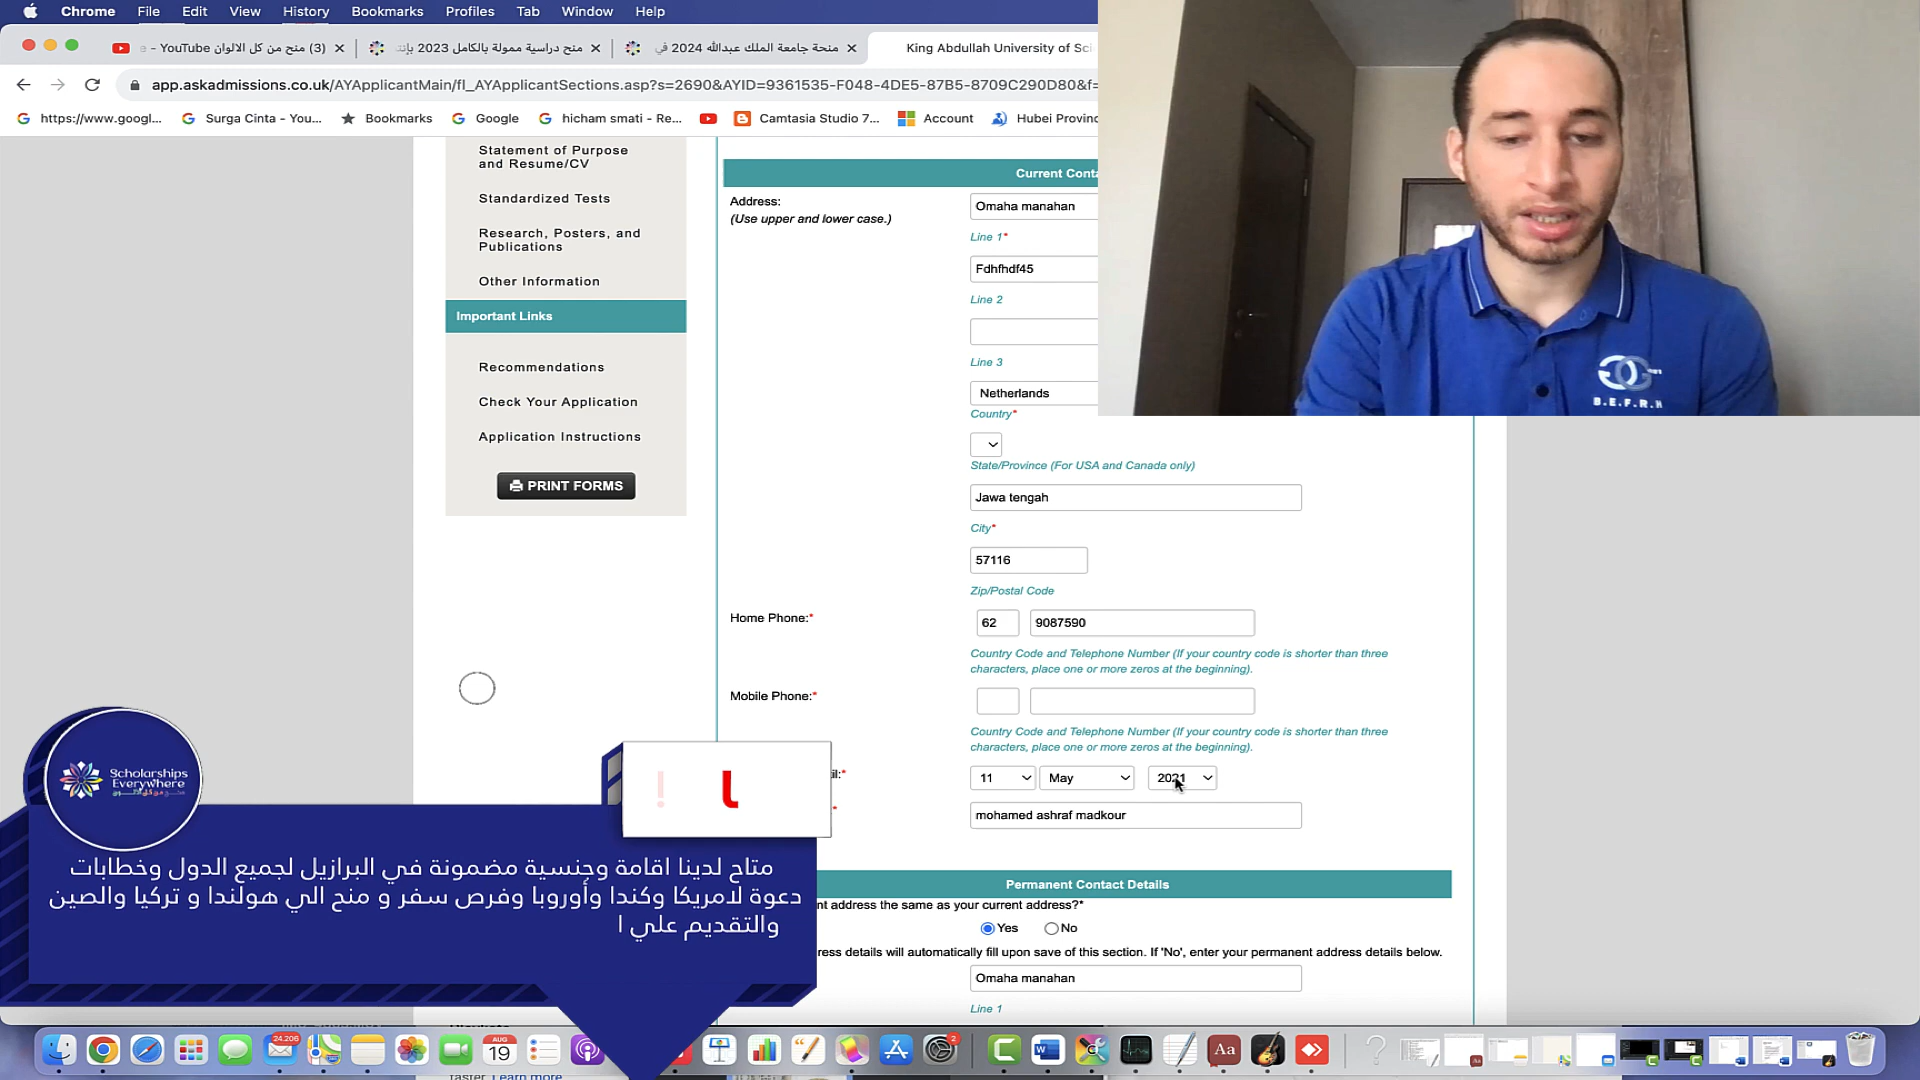 Chrome File Edit View History Bookmarks Profiles Tab Window Help
(3) منح من كل الالوان - YouTube
منح دراسية ممولة بالكامل 2023 بإنت
منحة جامعة الملك عبدالله 2024 في
King Abdullah University of Sci
app.askadmissions.co.uk/AYApplicantMain/fl_AYApplicantSections.asp?s=2690&AYID=9361535-F048-4DE5-87B5-8709C290D80&f=
https://www.googl... Surga Cinta - You... Bookmarks Google hicham smati - Re... Camtasia Studio 7... Account Hubei Provinc
Statement of Purpose
and Resume/CV
Standardized Tests
Research, Posters, and
Publications
Other Information
Important Links
Recommendations
Check Your Application
Application Instructions
PRINT FORMS
Current Conta
Address:
(Use upper and lower case.)
Omaha manahan
Line 1*
Fdhfhdf45
Line 2
Line 3
Netherlands
Country*
State/Province (For USA and Canada only)
Jawa tengah
City*
57116
Zip/Postal Code
Home Phone:*
62 9087590
Country Code and Telephone Number (If your country code is shorter than three
characters, place one or more zeros at the beginning).
Mobile Phone:*
Country Code and Telephone Number (If your country code is shorter than three
characters, place one or more zeros at the beginning).
il:*
11 May 2021
*
mohamed ashraf madkour
Permanent Contact Details
nt address the same as your current address?*
Yes No
ress details will automatically fill upon save of this section. If 'No', enter your permanent address details below.
Omaha manahan
Line 1
B.E.F.R.H
Scholarships
Everywhere
متاح لدينا اقامة وجنسية مضمونة في البرازيل لجميع الدول وخطابات
دعوة لامريكا وكندا وأوروبا وفرص سفر و منح الي هولندا و تركيا والصين
والتقديم علي ا
24.206
AUG
19
2
Aa
faster. Learn more